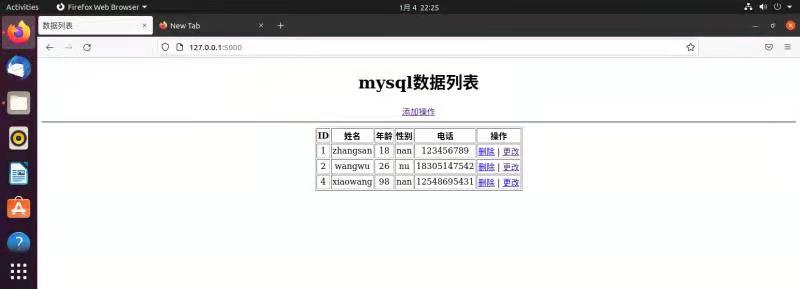 Activities Firefox Web Browser 1月 4 22:25
数据列表 New Tab
127.0.0.1:5000
mysql数据列表
添加操作
ID 姓名 年龄 性别 电话 操作
1 zhangsan 18 nan 123456789 删除 | 更改
2 wangwu 26 nu 18305147542 删除 | 更改
4 xiaowang 98 nan 12548695431 删除 | 更改